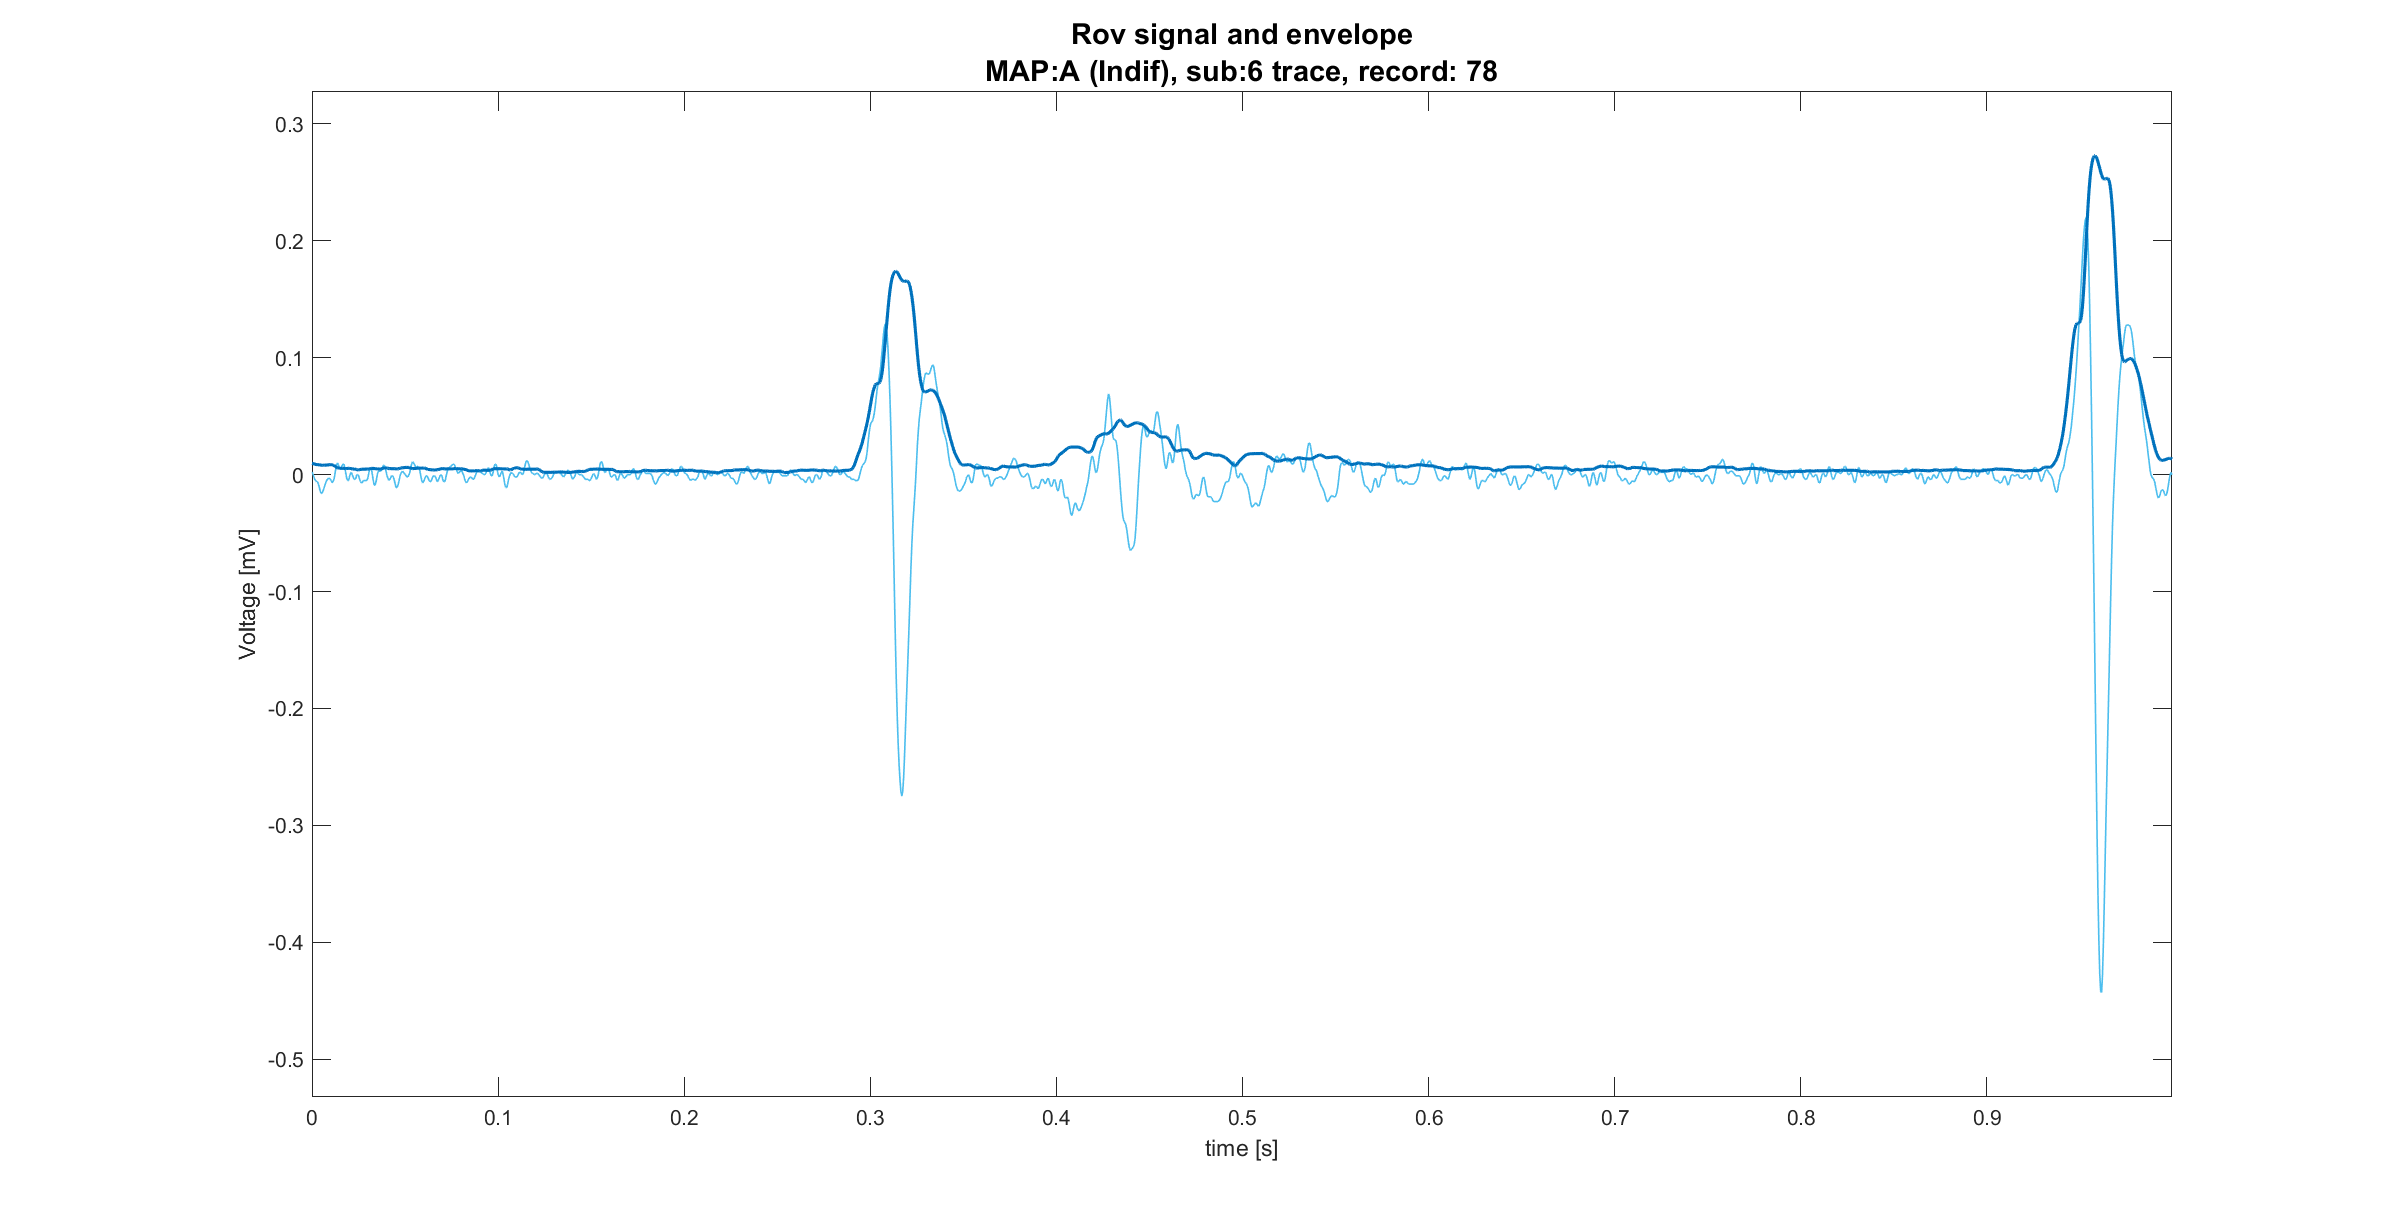 Rov signal and envelope
MAP:A (Indif), sub:6 trace, record: 78
0.3
0.2
0.1
0
-0.1
-0.2
-0.3
-0.4
-0.5
Voltage [mV]
0 0.1 0.2 0.3 0.4 0.5 0.6 0.7 0.8 0.9
time [s]